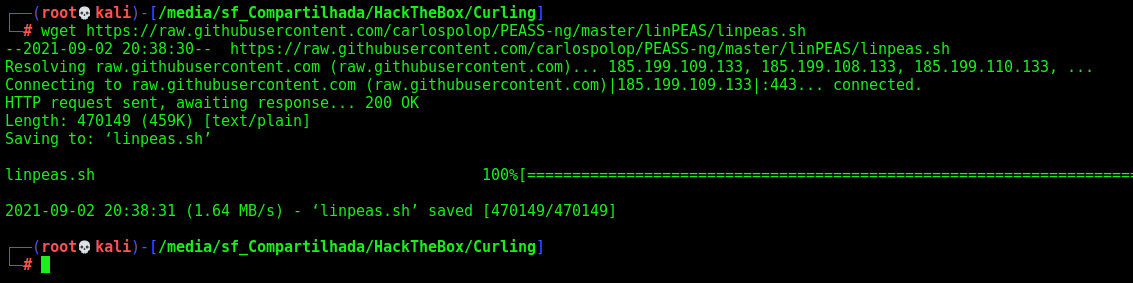 ┌──(root💀kali)-[/media/sf_Compartilhada/HackTheBox/Curling]
└─# wget https://raw.githubusercontent.com/carlospolop/PEASS-ng/master/linPEAS/linpeas.sh
--2021-09-02 20:38:30--  https://raw.githubusercontent.com/carlospolop/PEASS-ng/master/linPEAS/linpeas.sh
Resolving raw.githubusercontent.com (raw.githubusercontent.com)... 185.199.109.133, 185.199.108.133, 185.199.110.133, ...
Connecting to raw.githubusercontent.com (raw.githubusercontent.com)|185.199.109.133|:443... connected.
HTTP request sent, awaiting response... 200 OK
Length: 470149 (459K) [text/plain]
Saving to: ‘linpeas.sh’
linpeas.sh                                           100%[===================================================================
2021-09-02 20:38:31 (1.64 MB/s) - ‘linpeas.sh’ saved [470149/470149]
┌──(root💀kali)-[/media/sf_Compartilhada/HackTheBox/Curling]
└─#